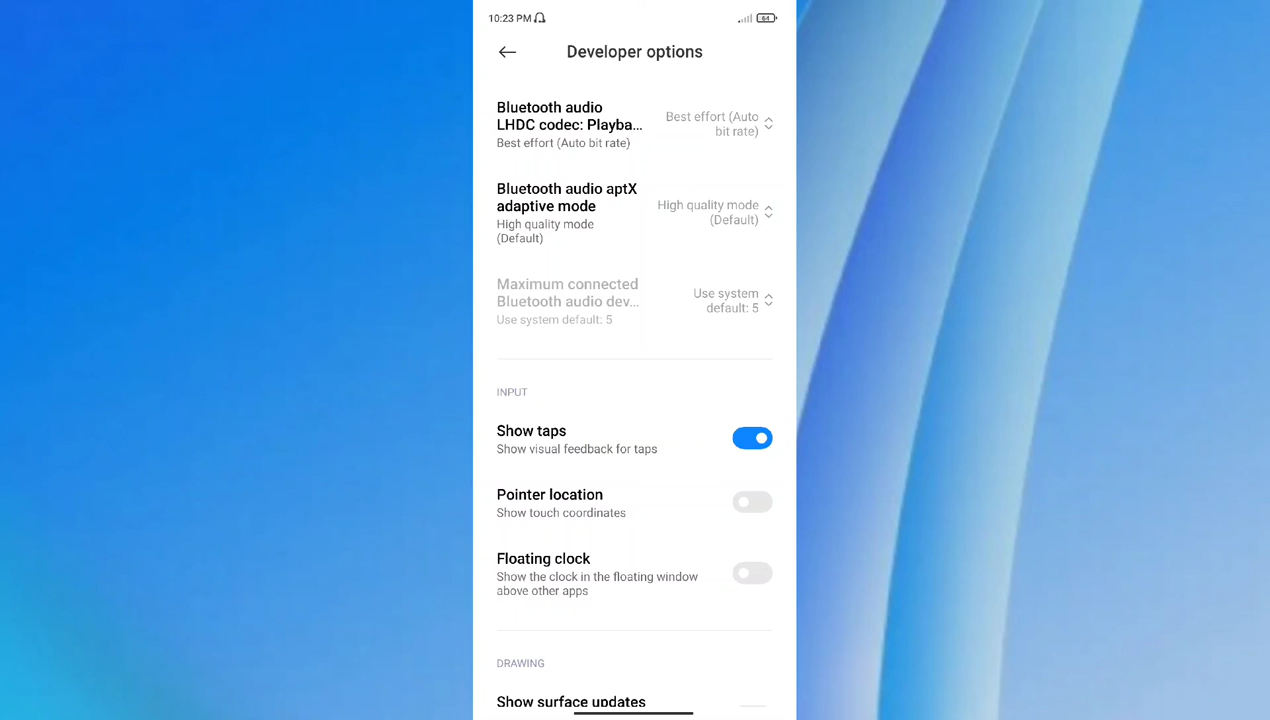 10:23 PM
64
Developer options
Bluetooth audio
LHDC codec: Playba...
Best effort (Auto bit rate)
Best effort (Auto
bit rate)
Bluetooth audio aptX
adaptive mode
High quality mode
(Default)
High quality mode
(Default)
Maximum connected
Bluetooth audio dev...
Use system default: 5
Use system
default: 5
INPUT
Show taps
Show visual feedback for taps
Pointer location
Show touch coordinates
Floating clock
Show the clock in the floating window
above other apps
DRAWING
Show surface updates